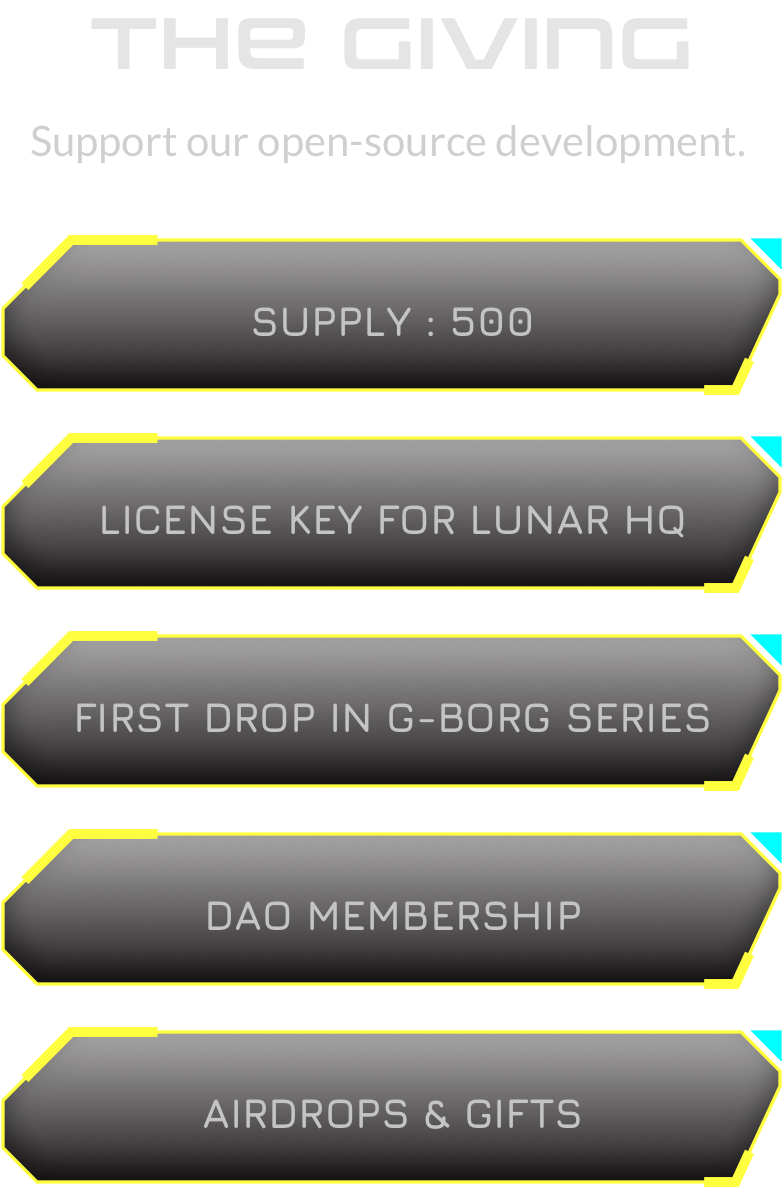 THE GIVING
Support our open-source development.
SUPPLY : 500
LICENSE KEY FOR LUNAR HQ
FIRST DROP IN G-BORG SERIES
DAO MEMBERSHIP
AIRDROPS & GIFTS